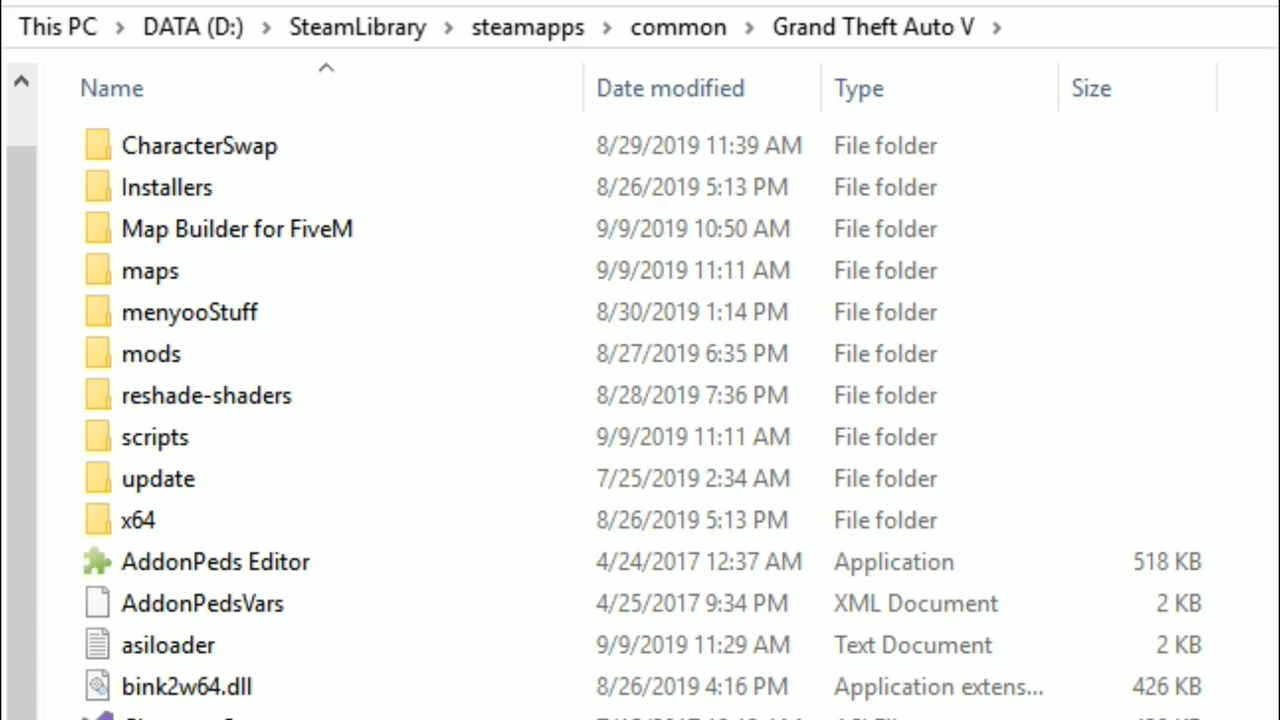 This PC > DATA (D:) > SteamLibrary > steamapps > common > Grand Theft Auto V >
Name Date modified Type Size
CharacterSwap 8/29/2019 11:39 AM File folder
Installers 8/26/2019 5:13 PM File folder
Map Builder for FiveM 9/9/2019 10:50 AM File folder
maps 9/9/2019 11:11 AM File folder
menyooStuff 8/30/2019 1:14 PM File folder
mods 8/27/2019 6:35 PM File folder
reshade-shaders 8/28/2019 7:36 PM File folder
scripts 9/9/2019 11:11 AM File folder
update 7/25/2019 2:34 AM File folder
x64 8/26/2019 5:13 PM File folder
AddonPeds Editor 4/24/2017 12:37 AM Application 518 KB
AddonPedsVars 4/25/2017 9:34 PM XML Document 2 KB
asiloader 9/9/2019 11:29 AM Text Document 2 KB
bink2w64.dll 8/26/2019 4:16 PM Application extens... 426 KB